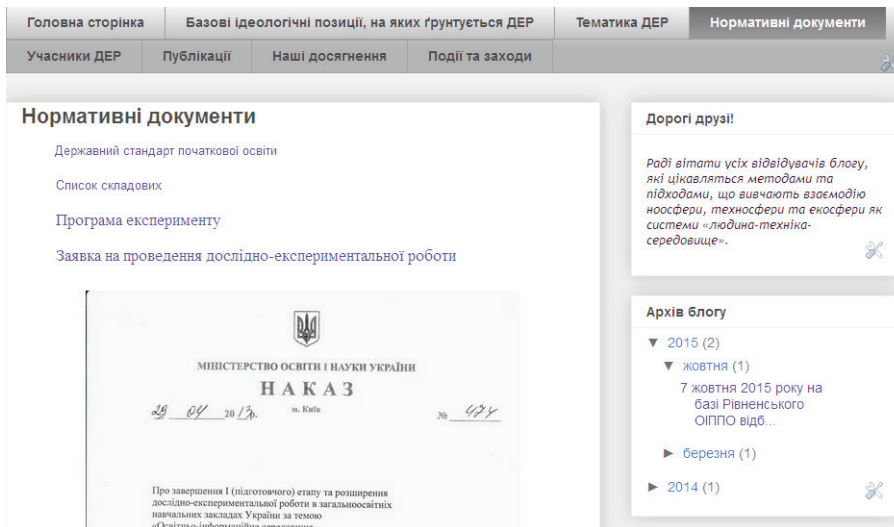 Головна сторінка
Базові ідеологічні позиції, на яких ґрунтується ДЕР
Тематика ДЕР
Нормативні документи
Учасники ДЕР
Публікації
Наші досягнення
Події та заходи
Нормативні документи
Державний стандарт початкової освіти
Список складових
Програма експерименту
Заявка на проведення дослідно-експериментальної роботи
МІНІСТЕРСТВО ОСВІТИ І НАУКИ УКРАЇНИ
НАКАЗ
29 04 2013р. м. Київ № 474
Про завершення І (підготовчого) етапу та розширення
дослідно-експериментальної роботи в загальноосвітніх
навчальних закладах України за темою
«Освітньо-інформаційне середовище
Дорогі друзі!
Раді вітати усіх відвідувачів блогу,
які цікавляться методами та
підходами, що вивчають взаємодію
ноосфери, техносфери та екосфери як
системи «людина-техніка-
середовище».
Архів блогу
▼ 2015 (2)
▼ жовтня (1)
7 жовтня 2015 року на
базі Рівненського
ОІППО відб...
► березня (1)
► 2014 (1)